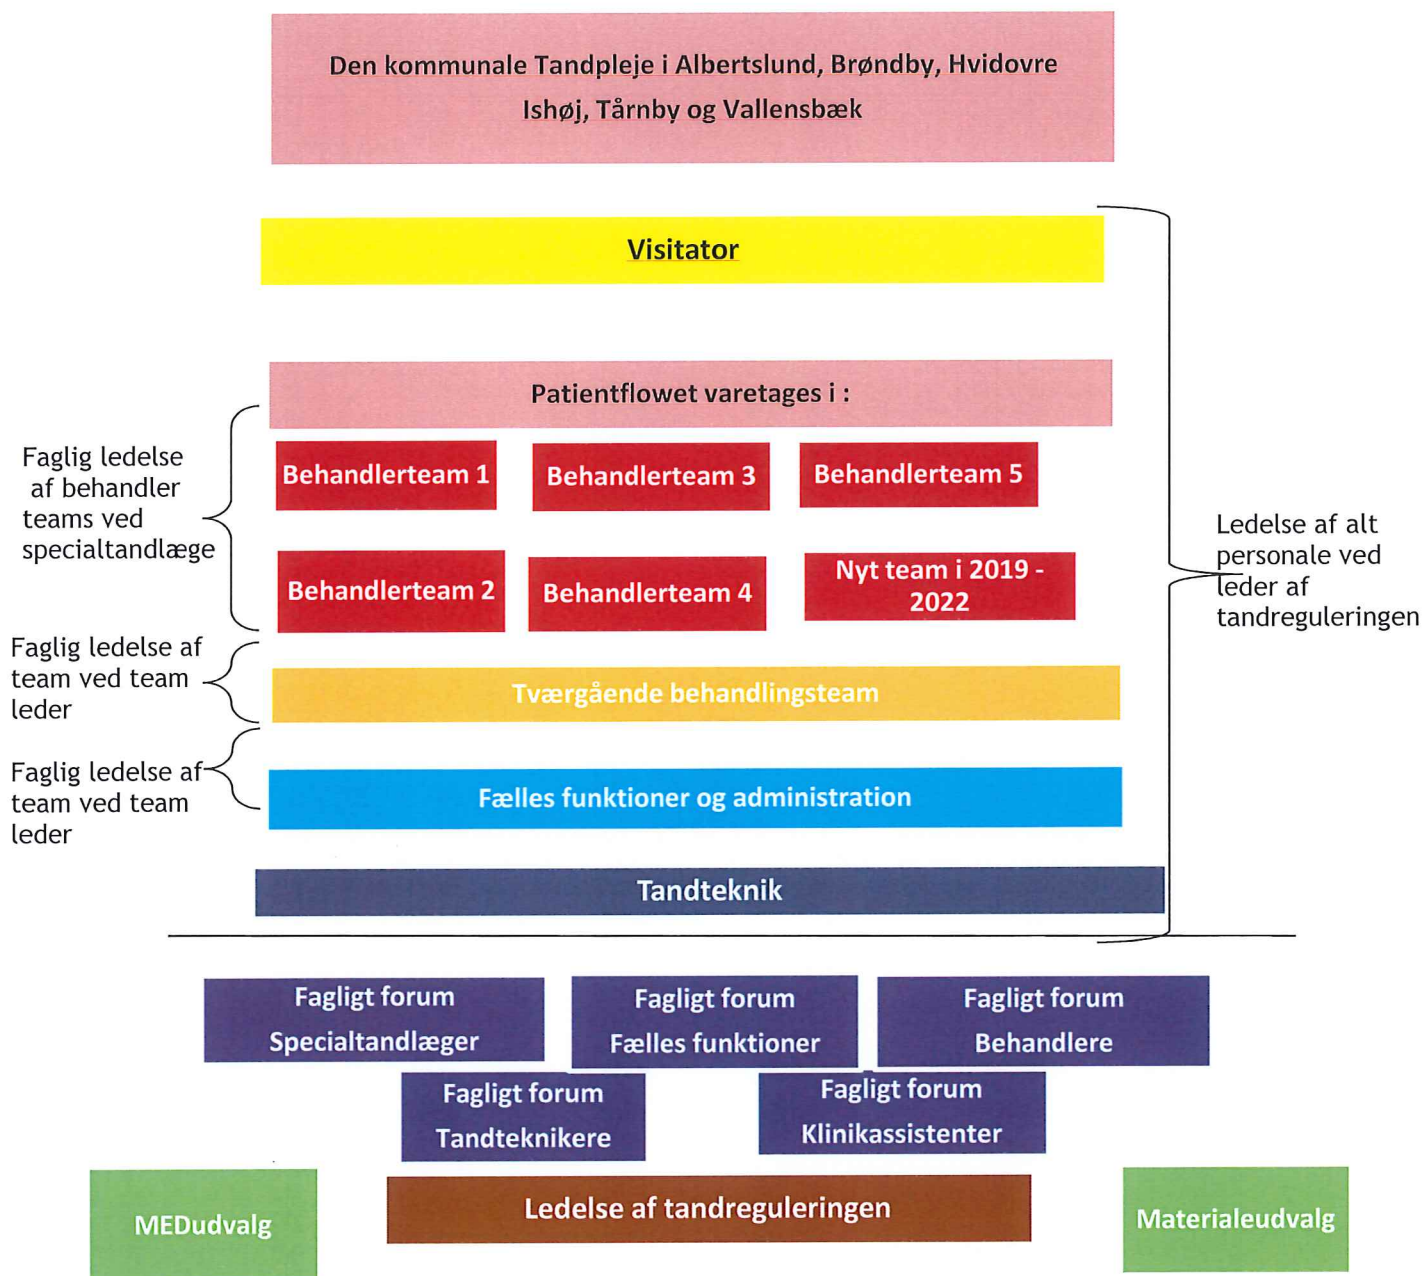 Den kommunale Tandpleje i Albertslund, Brøndby, Hvidovre
Ishøj, Tårnby og Vallensbæk
Visitator
Patientflowet varetages i :
Faglig ledelse
af behandler
teams ved
specialtandlæge
Behandlerteam 1
Behandlerteam 3
Behandlerteam 5
Behandlerteam 2
Behandlerteam 4
Nyt team i 2019 -
2022
Ledelse af alt
personale ved
leder af
tandreguleringen
Faglig ledelse af
team ved team
leder
Tværgående behandlingsteam
Faglig ledelse af
team ved team
leder
Fælles funktioner og administration
Tandteknik
Fagligt forum
Specialtandlæger
Fagligt forum
Fælles funktioner
Fagligt forum
Behandlere
Fagligt forum
Tandteknikere
Fagligt forum
Klinikassistenter
MEDudvalg
Ledelse af tandreguleringen
Materialeudvalg